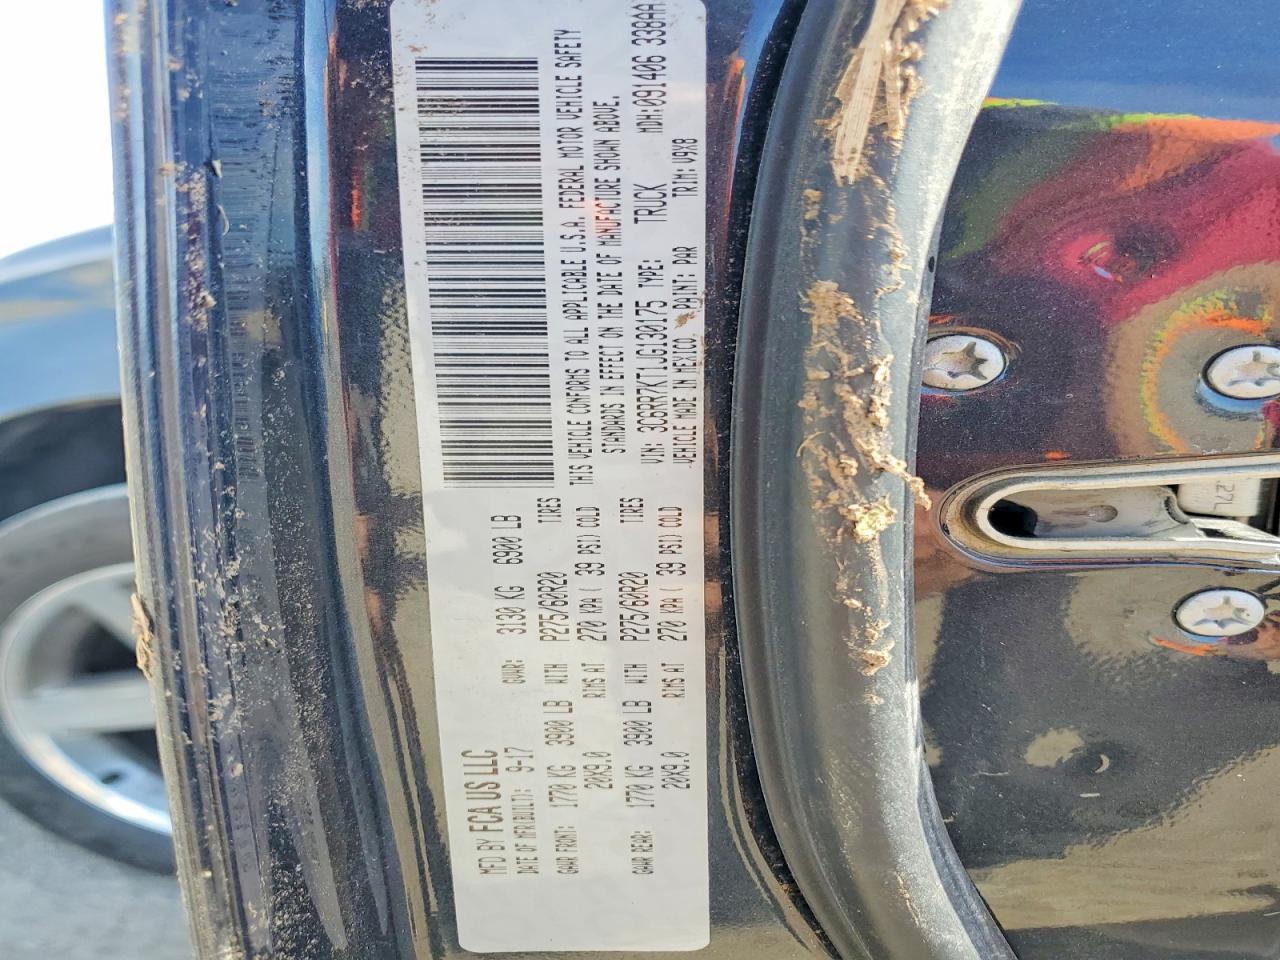 MFD BY FCA US LLC
DATE OF MFR(BUILT): 9-17 GVWR: 3130 KG 6900 LB
GAWR FRONT: 1770 KG 3900 LB WITH P275/60R20 TIRES
20X9.0 RIMS AT 270 KPA ( 39 PSI) COLD
GAWR REAR: 1770 KG 3900 LB WITH P275/60R20 TIRES
20X9.0 RIMS AT 270 KPA ( 39 PSI) COLD
THIS VEHICLE CONFORMS TO ALL APPLICABLE U.S.A. FEDERAL MOTOR VEHICLE SAFETY
STANDARDS IN EFFECT ON THE DATE OF MANUFACTURE SHOWN ABOVE.
VIN: 3C6RR7KT1JG130175 TYPE: TRUCK MDH:091406 338AA
VEHICLE MADE IN MEXICO PAINT: PAR TRIM: V9X8
27L